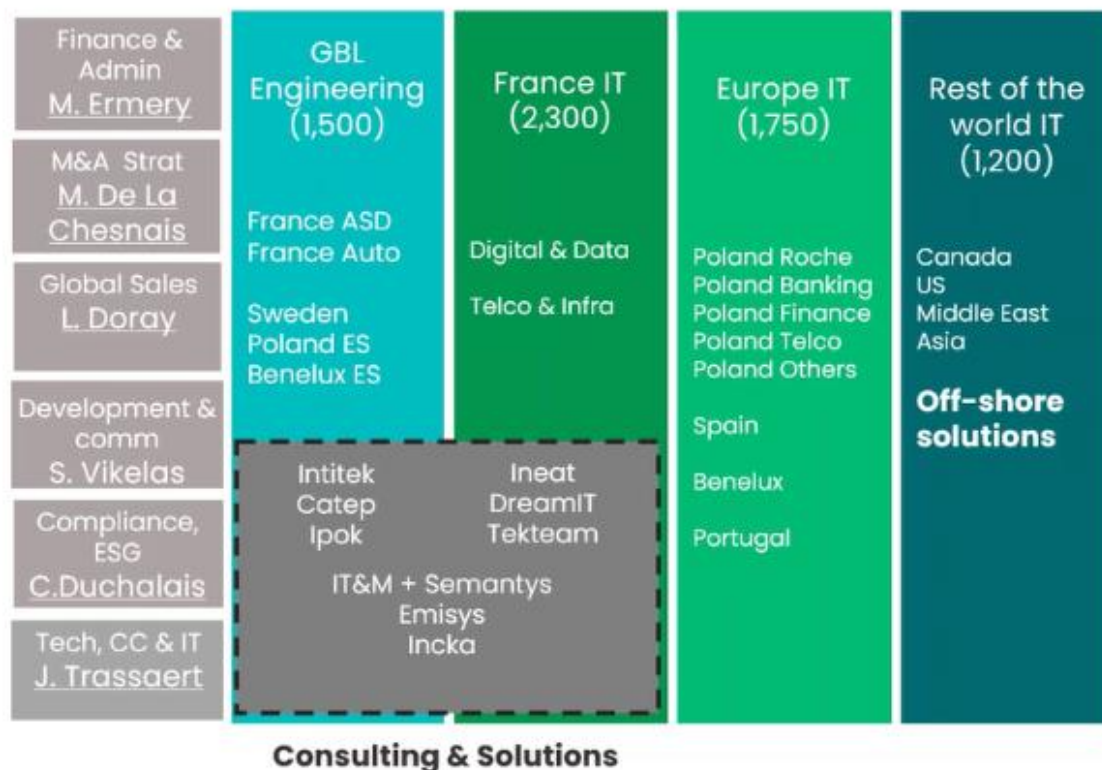 Finance &
Admin
M. Ermery
M&A Strat
M. De La
Chesnais
Global Sales
L. Doray
Development &
comm
S. Vikelas
Compliance,
ESG
C.Duchalais
Tech, CC & IT
J. Trassaert
GBL
Engineering
(1,500)
France ASD
France Auto
Sweden
Poland ES
Benelux ES
France IT
(2,300)
Digital & Data
Telco & Infra
Intitek
Catep
Ipok
Ineat
DreamIT
Tekteam
IT&M + Semantys
Emisys
Incka
Europe IT
(1,750)
Poland Roche
Poland Banking
Poland Finance
Poland Telco
Poland Others
Spain
Benelux
Portugal
Rest of the
world IT
(1,200)
Canada
US
Middle East
Asia
Off-shore
solutions
Consulting & Solutions